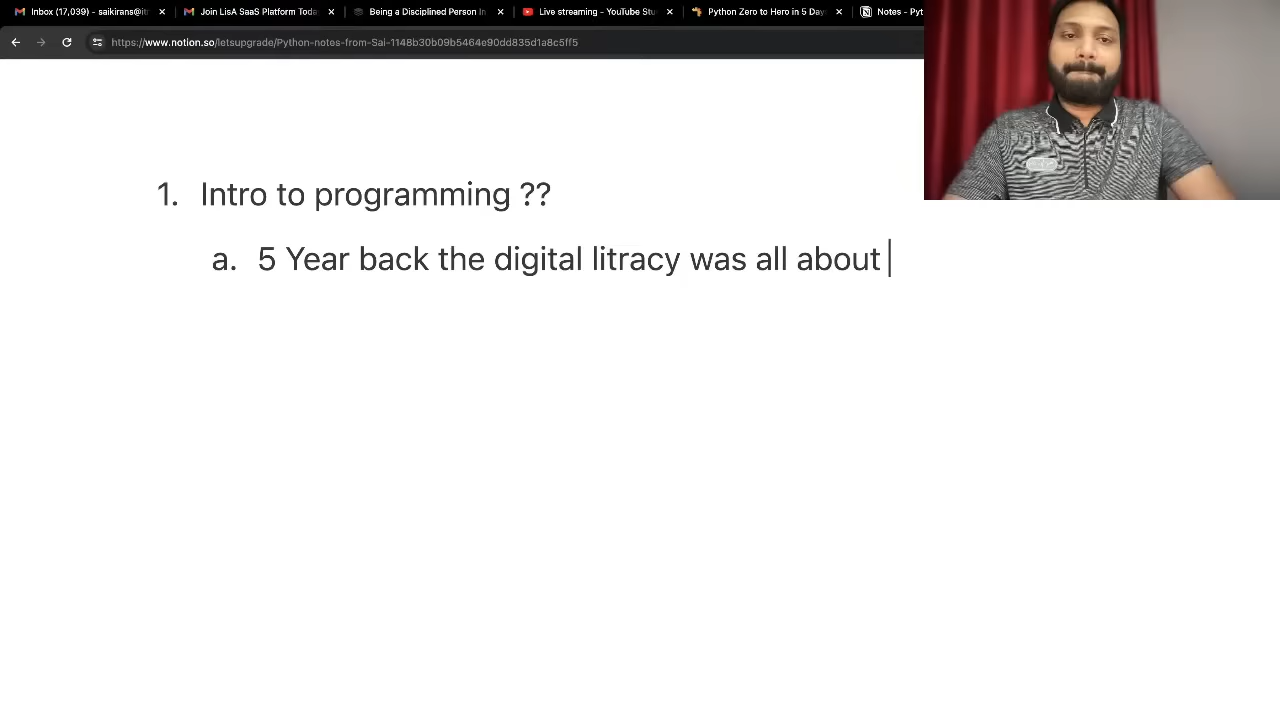 Inbox (17,039) - saikirans@it
Join LisA SaaS Platform Toda
Being a Disciplined Person In
Live streaming - YouTube Stu
Python Zero to Hero in 5 Day
Notes - Pyt
https://www.notion.so/letsupgrade/Python-notes-from-Sai-1148b30b09b5464e90dd835d1a8c5ff5
1. Intro to programming ??
a. 5 Year back the digital litracy was all about